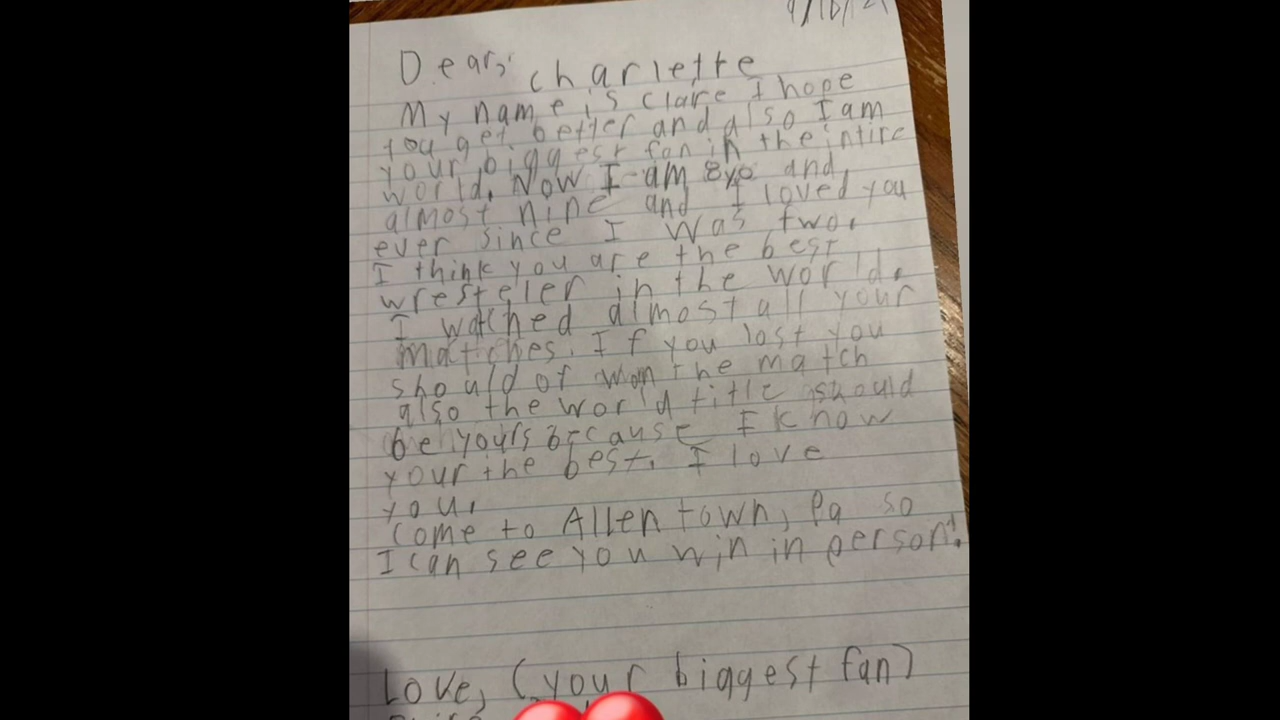 Dear, Charlette
My name is Clare I hope
you get better and also I am
your biggest fan in the intire
world. Now I am 8yo and
almost nine and I loved you
ever since I was two.
I think you are the best
wresteler in the world.
I watched almost all your
matches. If you lost you
should of won the match
also the world title should
be yours because I know
your the best. I love
you.
Come to Allentown, Pa so
I can see you win in person!
Love, (your biggest fan)